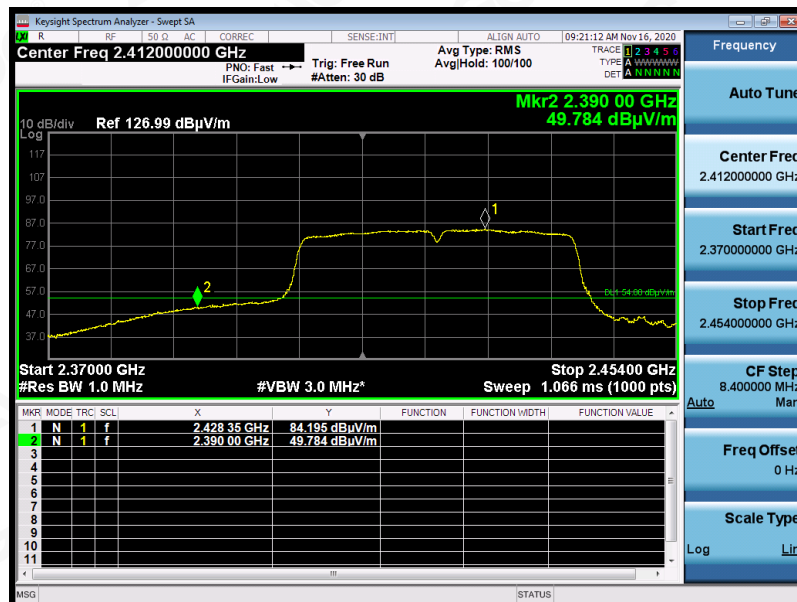 Keysight Spectrum Analyzer - Swept SA
LXI R RF 50 Ω AC CORREC SENSE:INT ALIGN AUTO 09:21:12 AM Nov 16, 2020
Center Freq 2.412000000 GHz
PNO: Fast
IFGain:Low
Trig: Free Run
#Atten: 30 dB
Avg Type: RMS
Avg|Hold: 100/100
TRACE 1 2 3 4 5 6
TYPE A WWWWW
DET A N N N N N
Mkr2 2.390 00 GHz
49.784 dBµV/m
10 dB/div Ref 126.99 dBµV/m
Log
117
107
97.0
87.0
77.0
67.0
57.0
47.0
37.0
1
2
DL1 54.00 dBµV/m
Start 2.37000 GHz Stop 2.45400 GHz
#Res BW 1.0 MHz #VBW 3.0 MHz* Sweep 1.066 ms (1000 pts)
MKR MODE TRC SCL X Y FUNCTION FUNCTION WIDTH FUNCTION VALUE
1 N 1 f 2.428 35 GHz 84.195 dBµV/m
2 N 1 f 2.390 00 GHz 49.784 dBµV/m
3
4
5
6
7
8
9
10
11
MSG STATUS
Frequency
Auto Tune
Center Freq
2.412000000 GHz
Start Freq
2.370000000 GHz
Stop Freq
2.454000000 GHz
CF Step
8.400000 MHz
Auto Man
Freq Offset
0 Hz
Scale Type
Log Lin